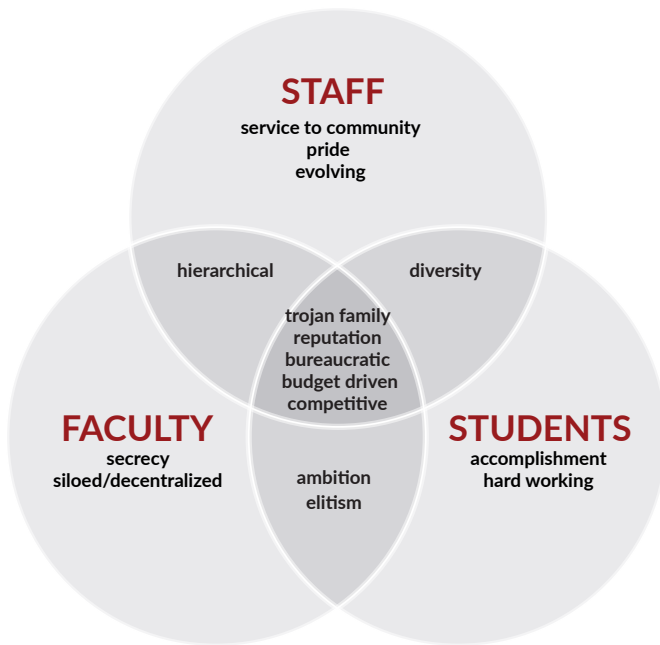 STAFF
service to community
pride
evolving
hierarchical
diversity
trojan family
reputation
bureaucratic
budget driven
competitive
FACULTY
secrecy
siloed/decentralized
STUDENTS
accomplishment
hard working
ambition
elitism